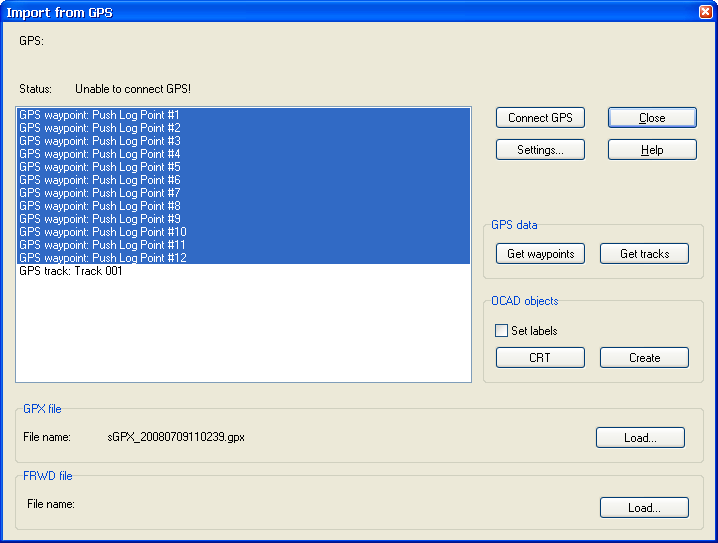 Import from GPS
GPS:
Status: Unable to connect GPS!
GPS waypoint: Push Log Point #1
GPS waypoint: Push Log Point #2
GPS waypoint: Push Log Point #3
GPS waypoint: Push Log Point #4
GPS waypoint: Push Log Point #5
GPS waypoint: Push Log Point #6
GPS waypoint: Push Log Point #7
GPS waypoint: Push Log Point #8
GPS waypoint: Push Log Point #9
GPS waypoint: Push Log Point #10
GPS waypoint: Push Log Point #11
GPS waypoint: Push Log Point #12
GPS track: Track 001
Connect GPS Close
Settings... Help
GPS data
Get waypoints Get tracks
OCAD objects
Set labels
CRT Create
GPX file
File name: sGPX_20080709110239.gpx Load...
FRWD file
File name: Load...